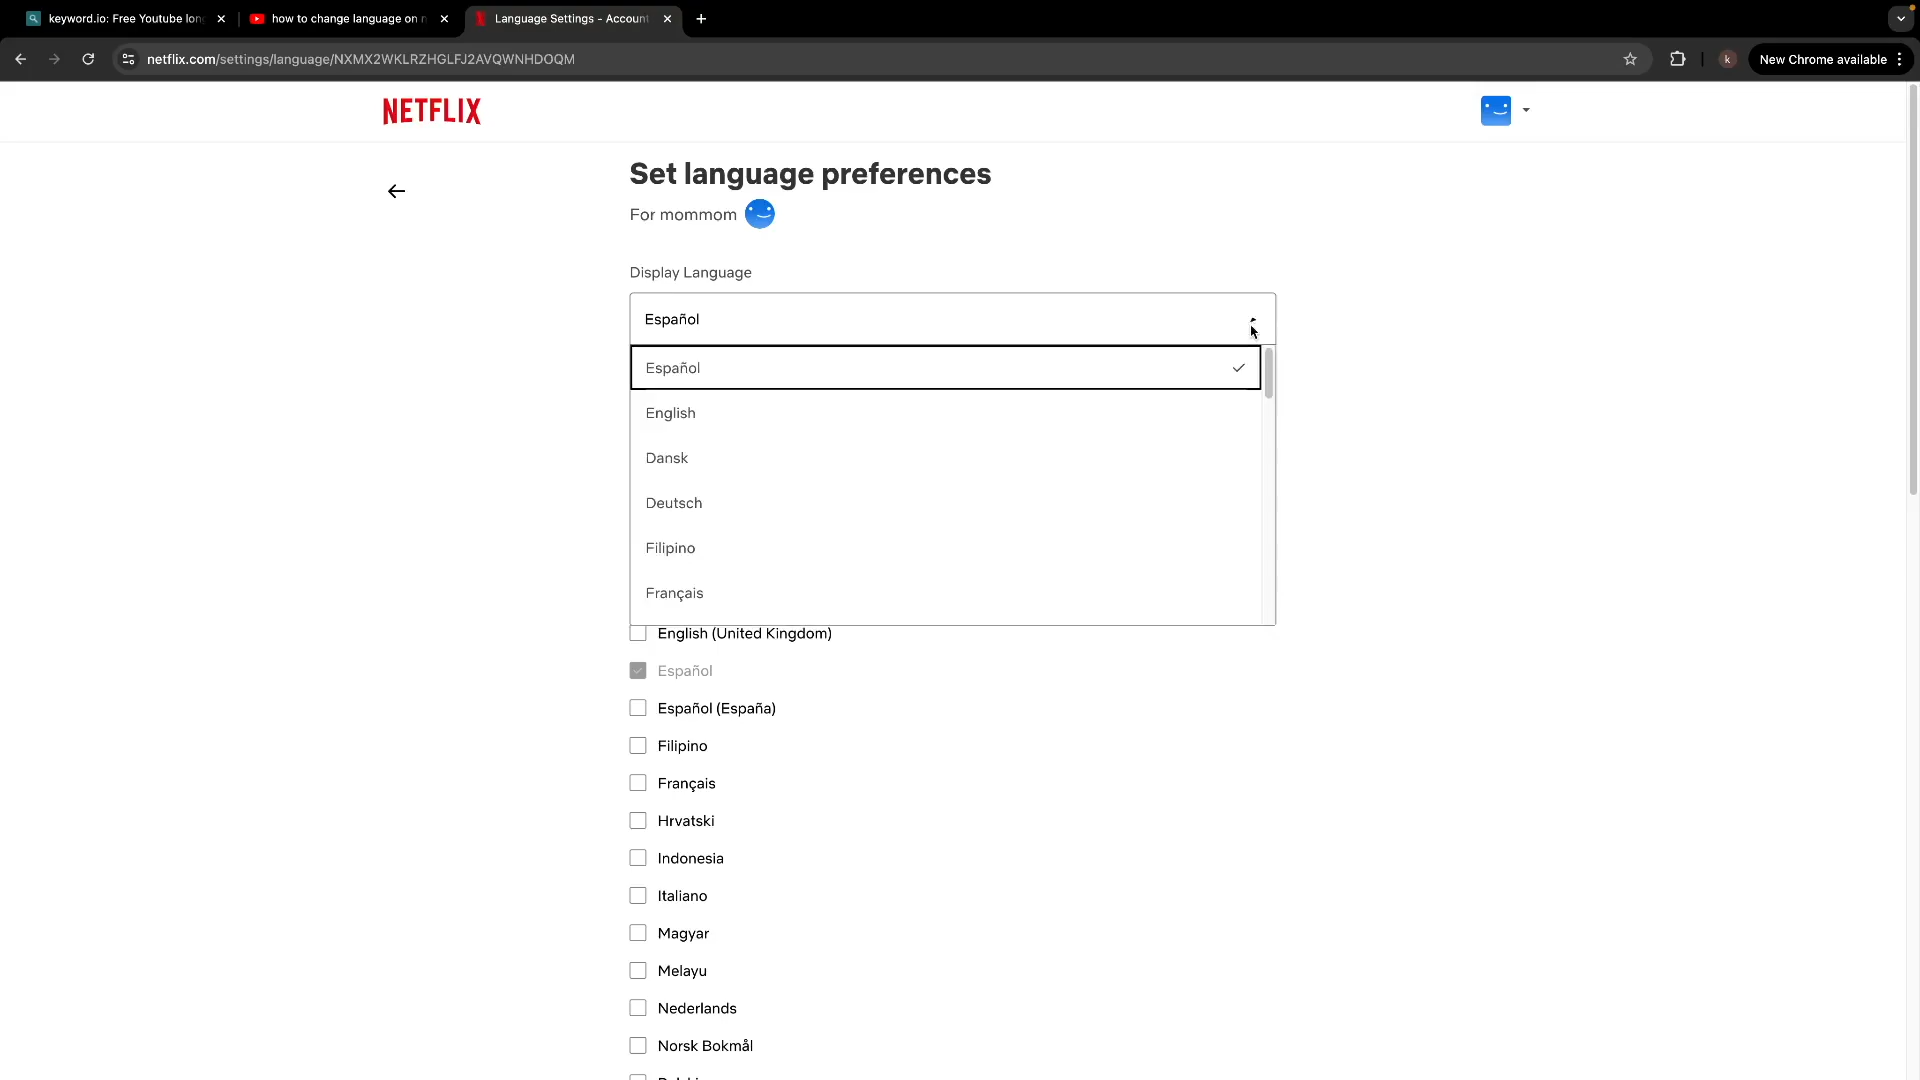 keyword.io: Free Youtube lon
how to change language on n
Language Settings - Account
netflix.com/settings/language/NXMX2WKLRZHGLFJ2AVQWNHDOQM
k
New Chrome available
NETFLIX
Set language preferences
For mommom
Display Language
Español
Español
English
Dansk
Deutsch
Filipino
Français
English (United Kingdom)
Español
Español (España)
Filipino
Français
Hrvatski
Indonesia
Italiano
Magyar
Melayu
Nederlands
Norsk Bokmål